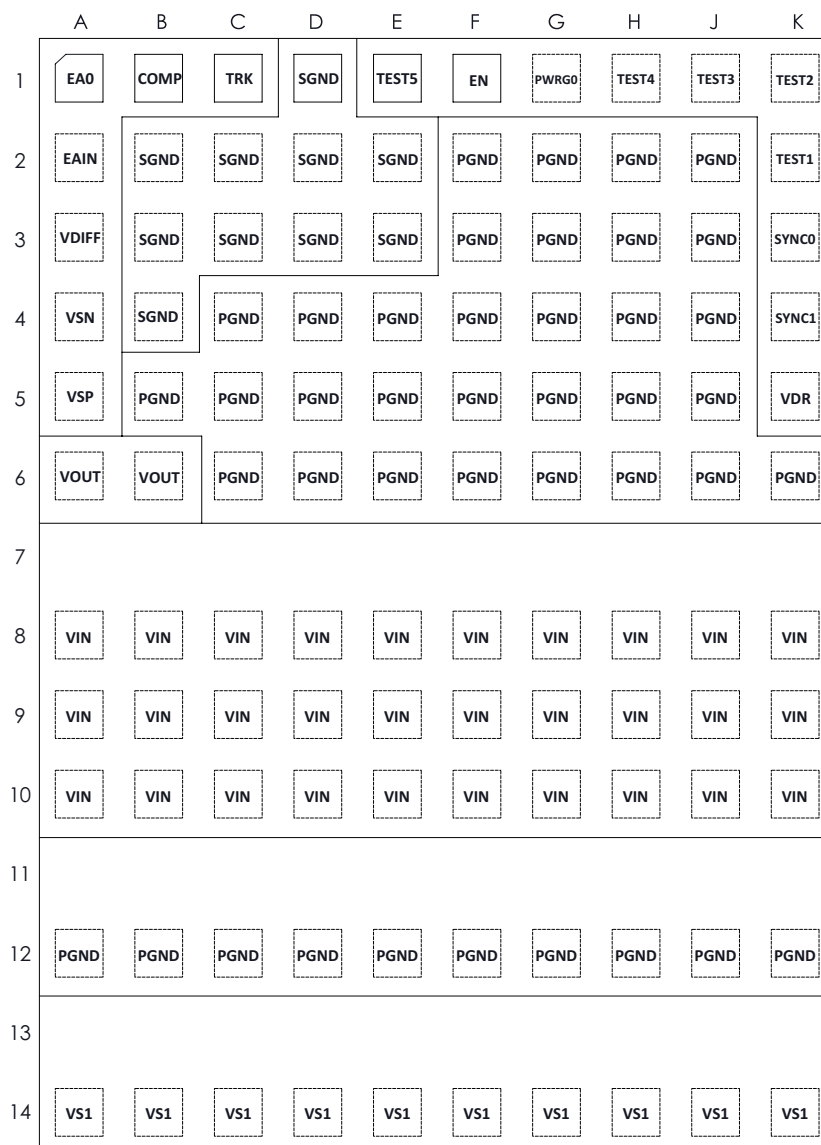 A B C D E F G H J K
1 EA0 COMP TRK SGND TEST5 EN PWRG0 TEST4 TEST3 TEST2
2 EAIN SGND SGND SGND SGND PGND PGND PGND PGND TEST1
3 VDIFF SGND SGND SGND SGND PGND PGND PGND PGND SYNC0
4 VSN SGND PGND PGND PGND PGND PGND PGND PGND SYNC1
5 VSP PGND PGND PGND PGND PGND PGND PGND PGND VDR
6 VOUT VOUT PGND PGND PGND PGND PGND PGND PGND PGND
7
8 VIN VIN VIN VIN VIN VIN VIN VIN VIN VIN
9 VIN VIN VIN VIN VIN VIN VIN VIN VIN VIN
10 VIN VIN VIN VIN VIN VIN VIN VIN VIN VIN
11
12 PGND PGND PGND PGND PGND PGND PGND PGND PGND PGND
13
14 VS1 VS1 VS1 VS1 VS1 VS1 VS1 VS1 VS1 VS1